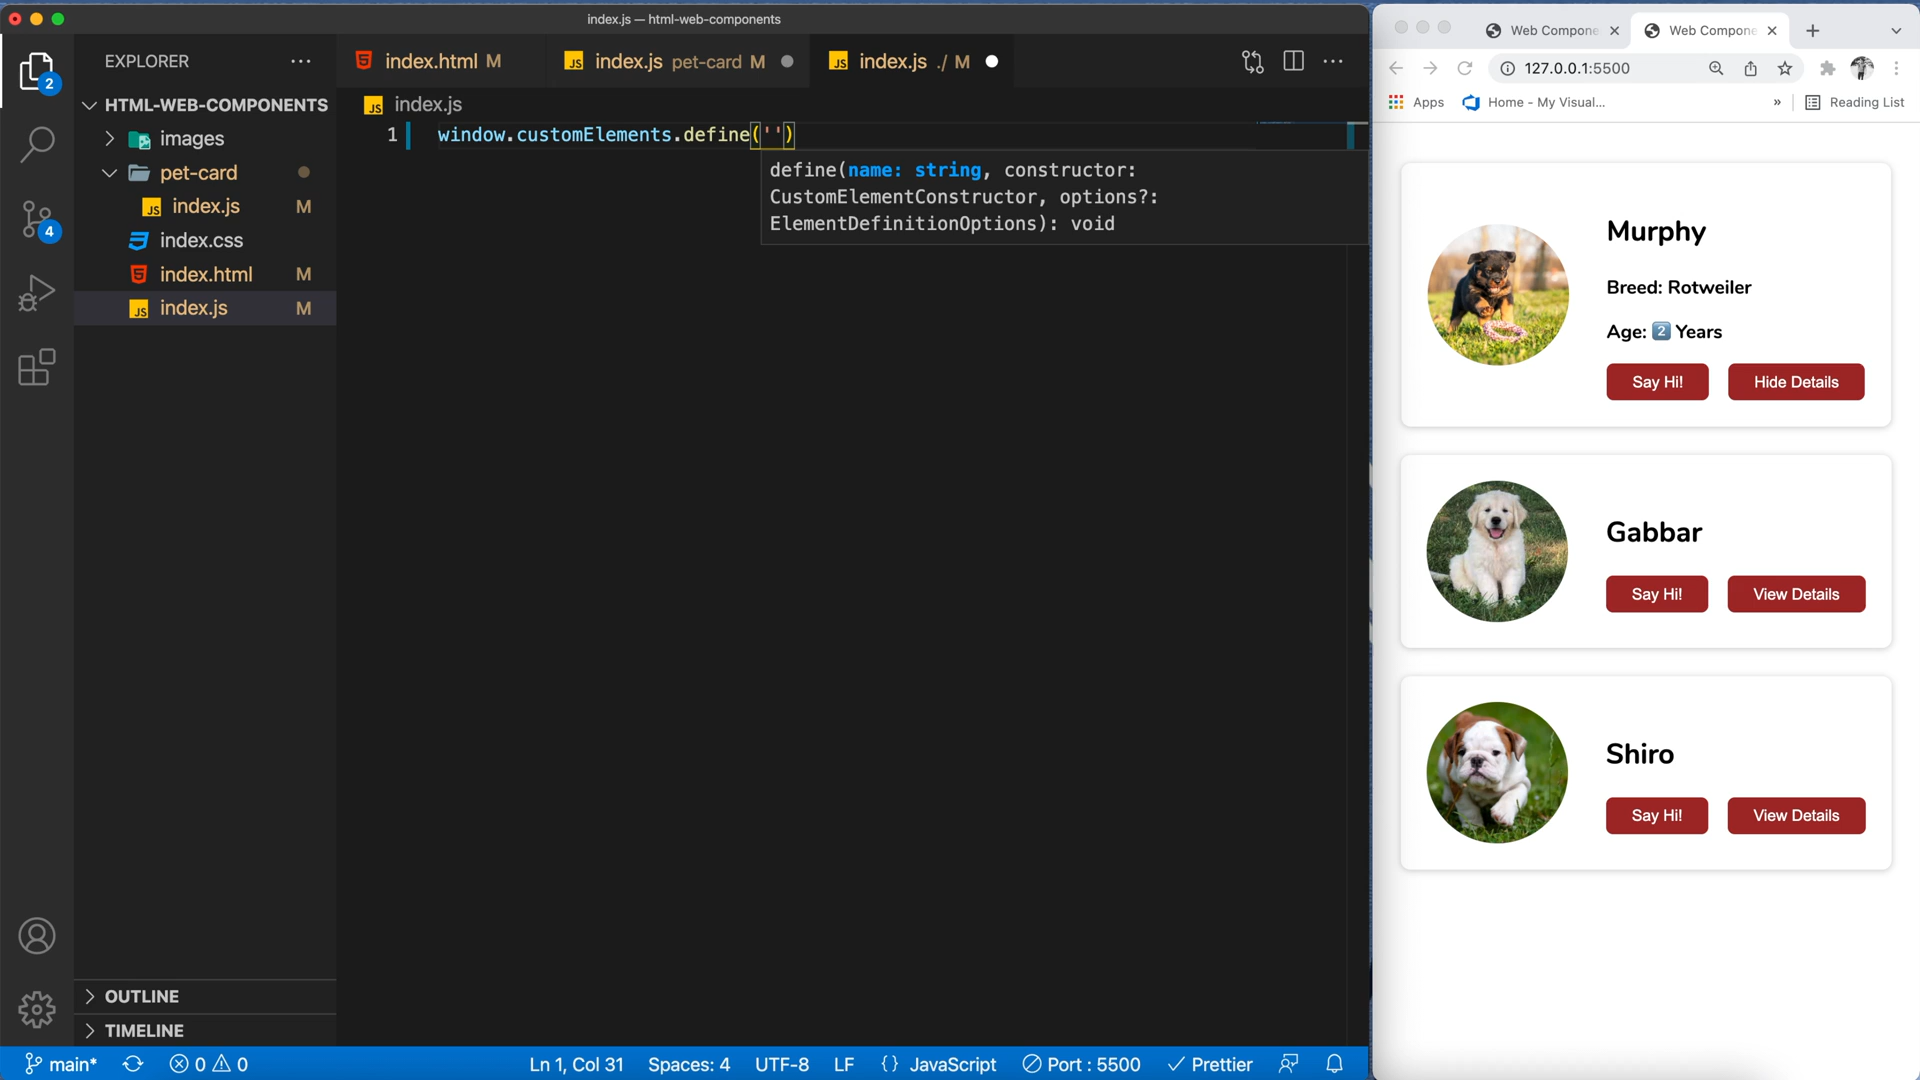 index.js — html-web-components
EXPLORER
HTML-WEB-COMPONENTS
images
pet-card
index.js M
index.css
index.html M
index.js M
OUTLINE
TIMELINE
2
4
index.html M
index.js pet-card M
index.js ./ M
index.js
1 window.customElements.define('')
define(name: string, constructor:
CustomElementConstructor, options?:
ElementDefinitionOptions): void
main* 0 0 Ln 1, Col 31 Spaces: 4 UTF-8 LF {} JavaScript Port : 5500 Prettier
Web Compone
Web Compone
127.0.0.1:5500
Apps Home - My Visual... » Reading List
Murphy
Breed: Rotweiler
Age: 2 Years
Say Hi! Hide Details
Gabbar
Say Hi! View Details
Shiro
Say Hi! View Details